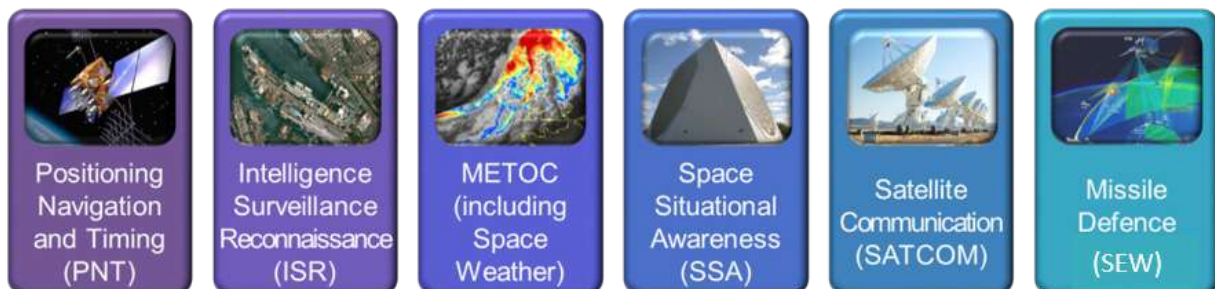 Positioning
Navigation
and Timing
(PNT)
Intelligence
Surveillance
Reconnaissance
(ISR)
METOC
(including
Space
Weather)
Space
Situational
Awareness
(SSA)
Satellite
Communication
(SATCOM)
Missile
Defence
(SEW)